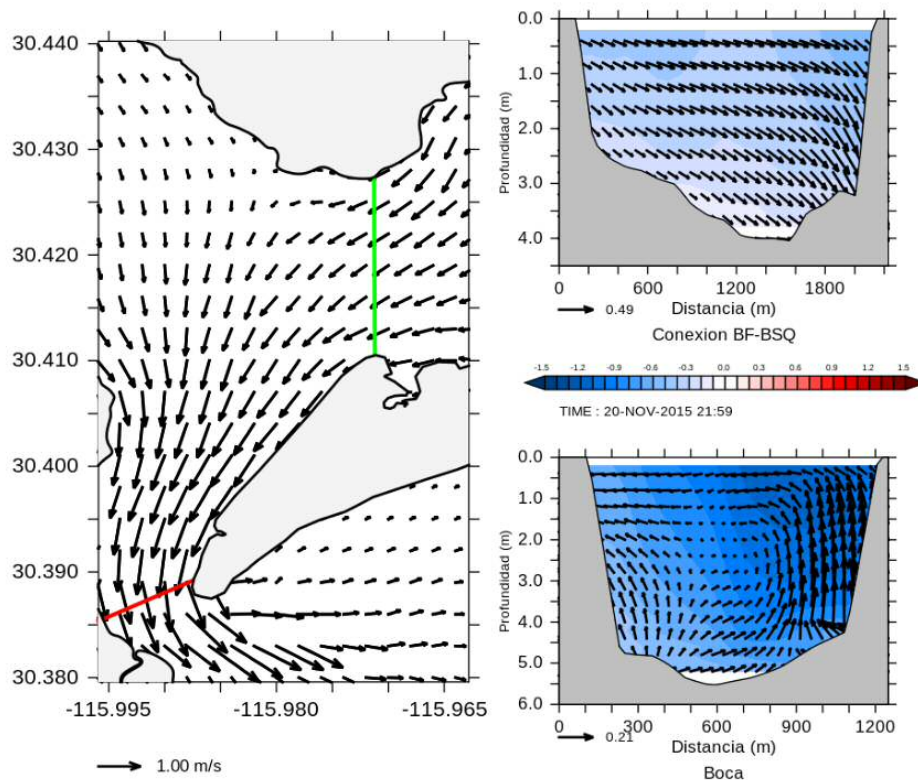 30.440
30.430
30.420
30.410
30.400
30.390
30.380
-115.995 -115.980 -115.965
1.00 m/s
0.0
1.0
2.0
3.0
4.0
Profundidad (m)
0 600 1200 1800
0.49
Distancia (m)
Conexion BF-BSQ
-1.5 -1.2 -0.9 -0.6 -0.3 0.0 0.3 0.6 0.9 1.2 1.5
TIME : 20-NOV-2015 21:59
0.0
1.0
2.0
3.0
4.0
5.0
6.0
Profundidad (m)
0 300 600 900 1200
0.21
Distancia (m)
Boca